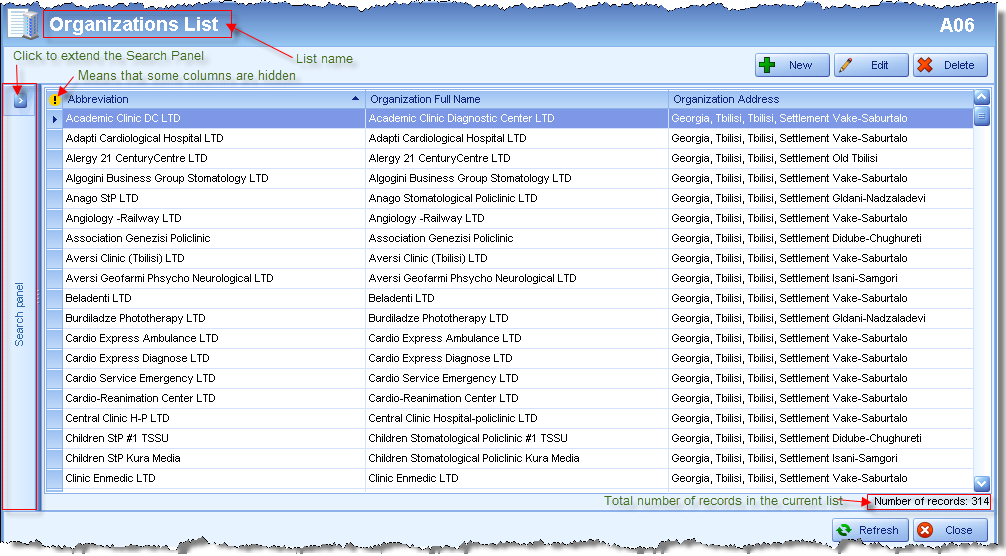 Organizations List
A06
Click to extend the Search Panel
List name
Means that some columns are hidden
New Edit Delete
Abbreviation Organization Full Name Organization Address
Academic Clinic DC LTD Academic Clinic Diagnostic Center LTD Georgia, Tbilisi, Tbilisi, Settlement Vake-Saburtalo
Adapti Cardiological Hospital LTD Adapti Cardiological Hospital LTD Georgia, Tbilisi, Tbilisi, Settlement Vake-Saburtalo
Alergy 21 CenturyCentre LTD Alergy 21 CenturyCentre LTD Georgia, Tbilisi, Tbilisi, Settlement Old Tbilisi
Algogini Business Group Stomatology LTD Algogini Business Group Stomatology LTD Georgia, Tbilisi, Tbilisi, Settlement Vake-Saburtalo
Anago StP LTD Anago Stomatological Policlinic LTD Georgia, Tbilisi, Tbilisi, Settlement Gldani-Nadzaladevi
Angiology -Railway LTD Angiology -Railway LTD Georgia, Tbilisi, Tbilisi, Settlement Vake-Saburtalo
Association Genezisi Policlinic Association Genezisi Policlinic Georgia, Tbilisi, Tbilisi, Settlement Didube-Chughureti
Aversi Clinic (Tbilisi) LTD Aversi Clinic (Tbilisi) LTD Georgia, Tbilisi, Tbilisi, Settlement Vake-Saburtalo
Aversi Geofarmi Phsycho Neurological LTD Aversi Geofarmi Phsycho Neurological LTD Georgia, Tbilisi, Tbilisi, Settlement Isani-Samgori
Beladenti LTD Beladenti LTD Georgia, Tbilisi, Tbilisi, Settlement Vake-Saburtalo
Burdiladze Phototherapy LTD Burdiladze Phototherapy LTD Georgia, Tbilisi, Tbilisi, Settlement Gldani-Nadzaladevi
Cardio Express Ambulance LTD Cardio Express Ambulance LTD Georgia, Tbilisi, Tbilisi, Settlement Vake-Saburtalo
Cardio Express Diagnose LTD Cardio Express Diagnose LTD Georgia, Tbilisi, Tbilisi, Settlement Vake-Saburtalo
Cardio Service Emergency LTD Cardio Service Emergency LTD Georgia, Tbilisi, Tbilisi, Settlement Vake-Saburtalo
Cardio-Reanimation Center LTD Cardio-Reanimation Center LTD Georgia, Tbilisi, Tbilisi, Settlement Vake-Saburtalo
Central Clinic H-P LTD Central Clinic Hospital-policlinic LTD Georgia, Tbilisi, Tbilisi, Settlement Vake-Saburtalo
Children StP #1 TSSU Children Stomatological Policlinic #1 TSSU Georgia, Tbilisi, Tbilisi, Settlement Didube-Chughureti
Children StP Kura Media Children Stomatological Policlinic Kura Media Georgia, Tbilisi, Tbilisi, Settlement Isani-Samgori
Clinic Enmedic LTD Clinic Enmedic LTD Georgia, Tbilisi, Tbilisi, Settlement Vake-Saburtalo
Search panel
Total number of records in the current list
Number of records: 314
Refresh Close